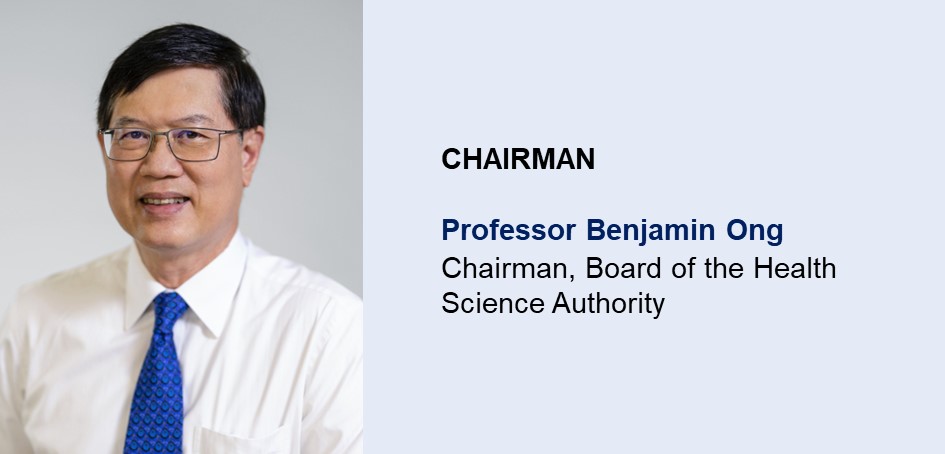 CHAIRMAN
Professor Benjamin Ong
Chairman, Board of the Health
Science Authority